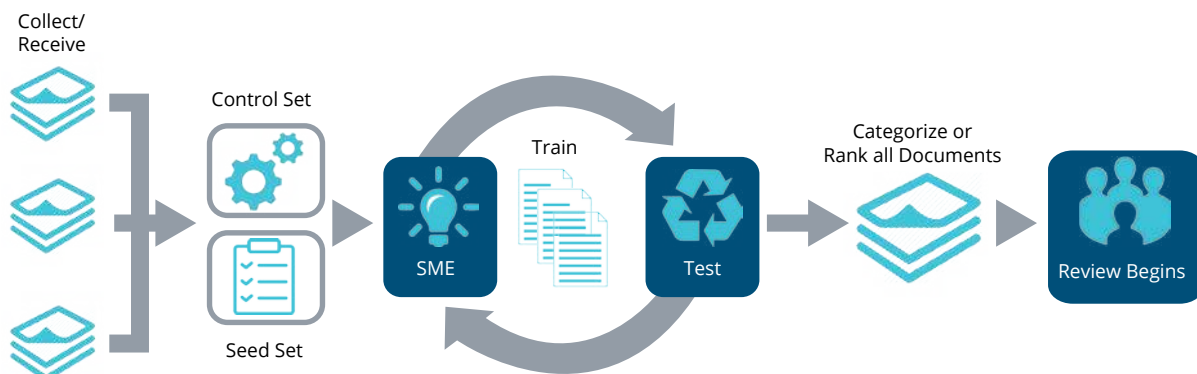 Collect/
Receive
Control Set
Seed Set
SME
Train
Test
Categorize or
Rank all Documents
Review Begins